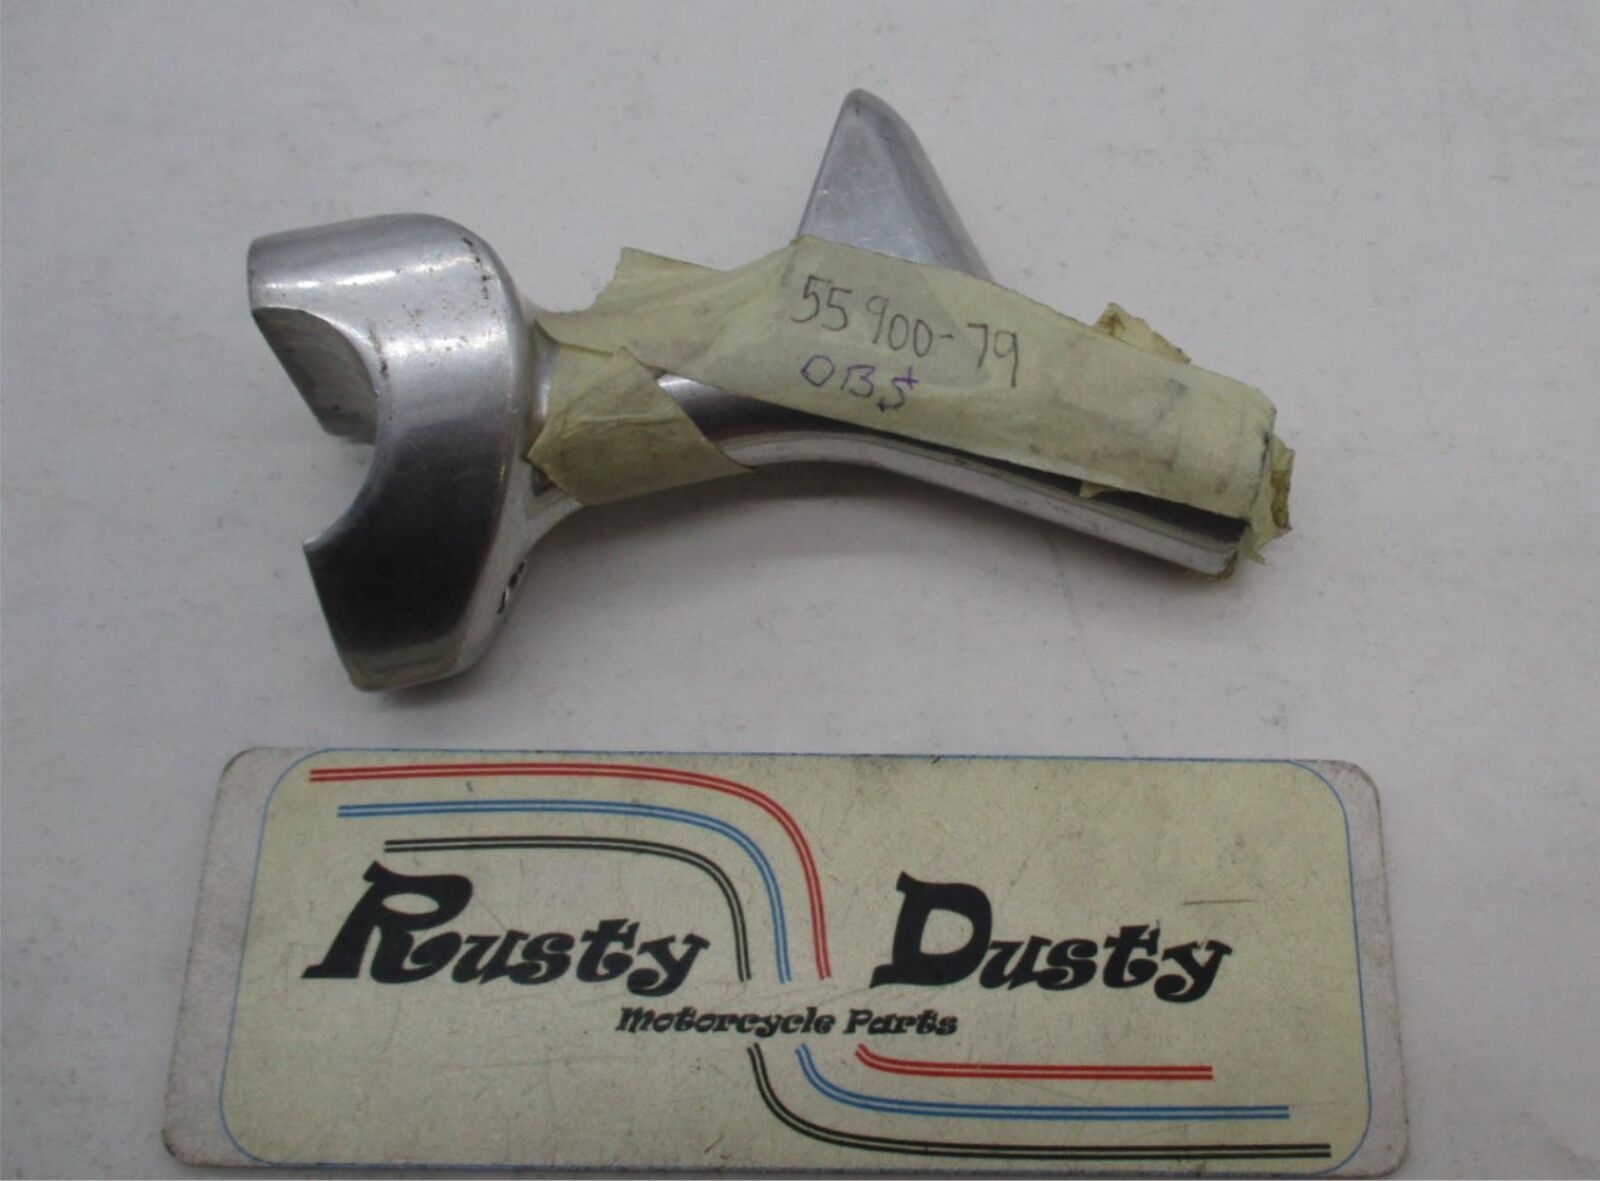 55900-79
OBS
Rusty Dusty
Motorcycle Parts